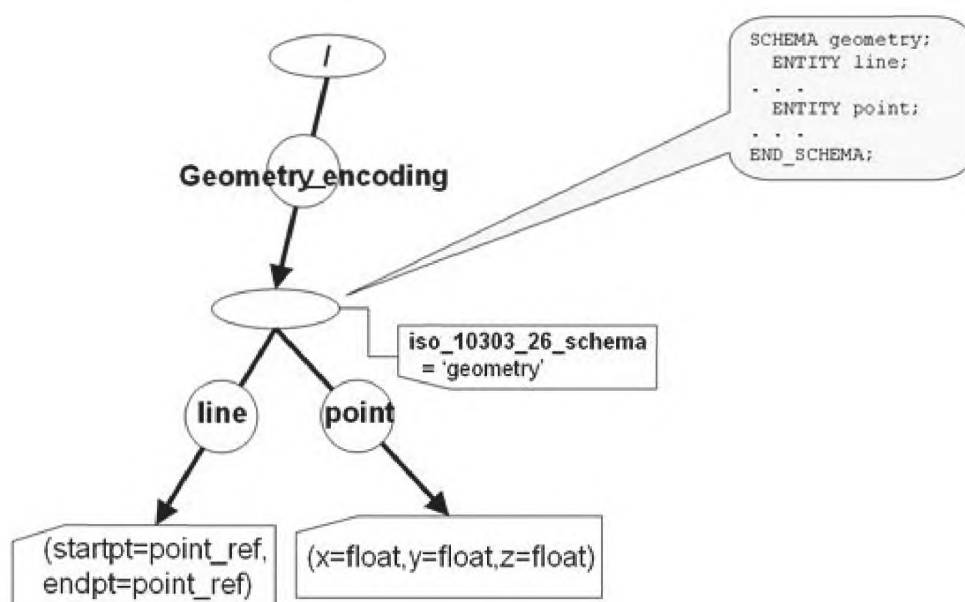 /
SCHEMA geometry;
ENTITY line;
. . .
ENTITY point;
. . .
END_SCHEMA;
Geometry_encoding
iso_10303_26_schema
= ‘geometry’
line
point
(startpt=point_ref,
endpt=point_ref)
(x=float,y=float,z=float)